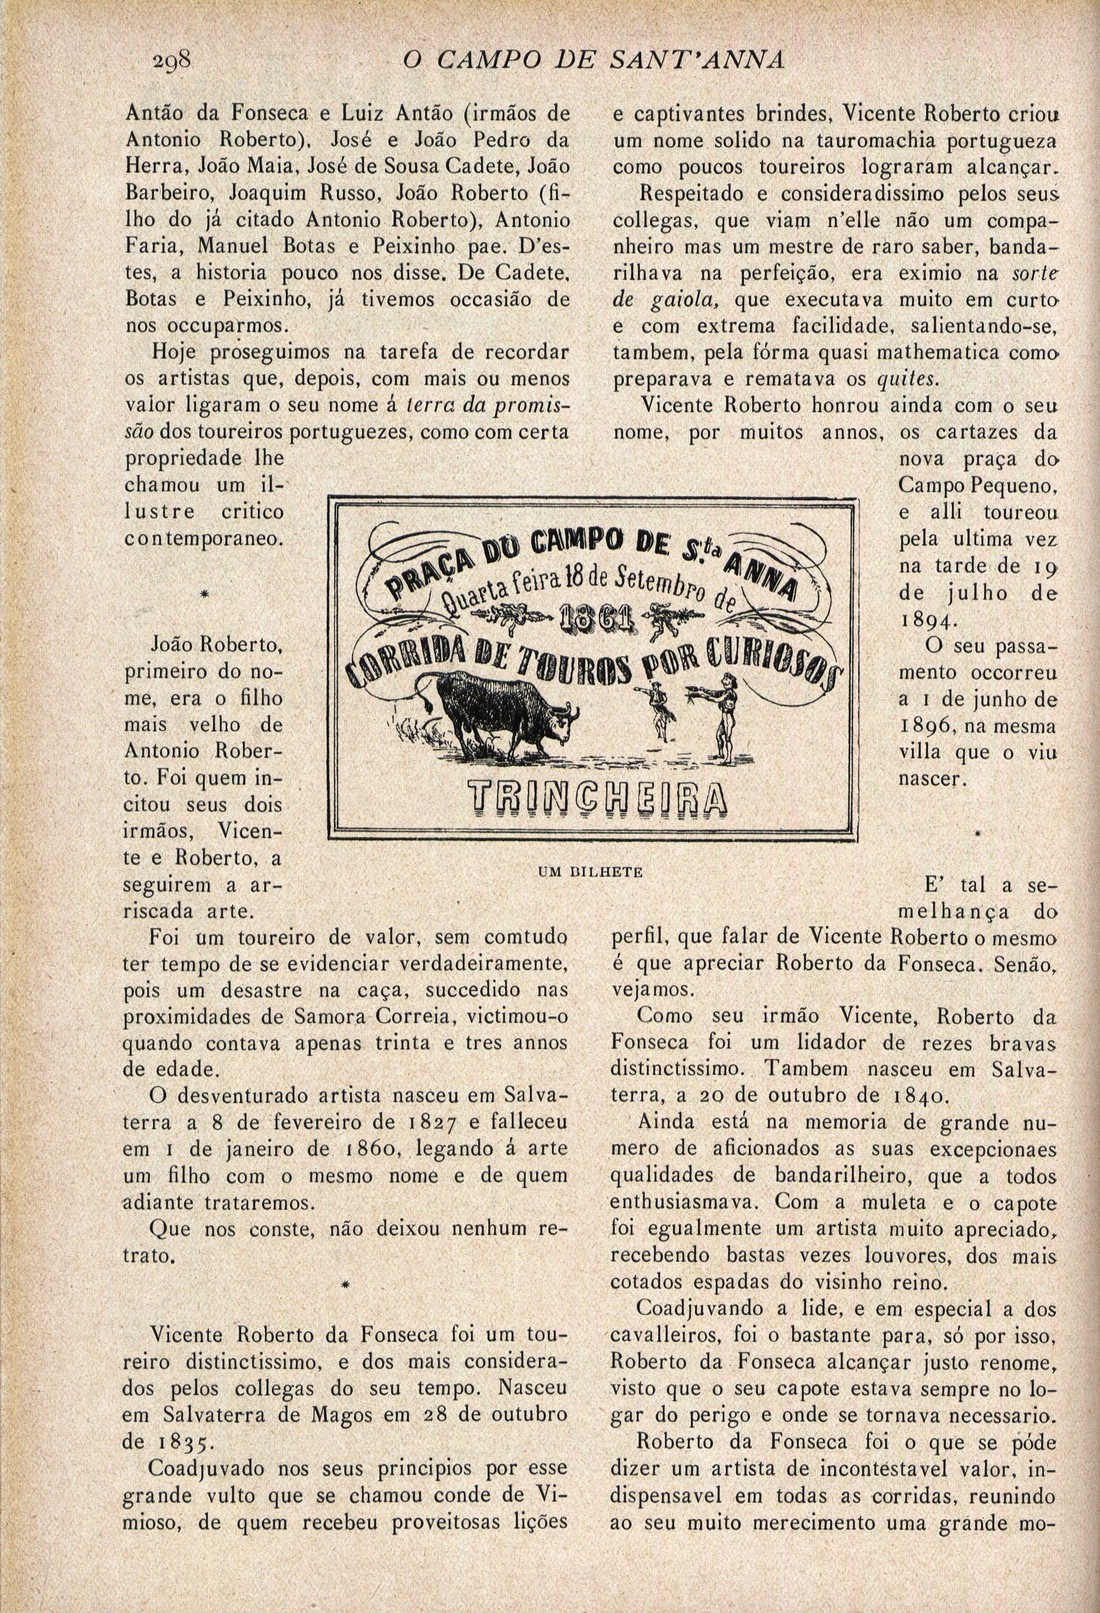 298
O CAMPO DE SANT'ANNA
Antão da Fonseca e Luiz Antão (irmãos de
Antonio Roberto), José e João Pedro da
Herra, João Maia, José de Sousa Cadete, João
Barbeiro, Joaquim Russo, João Roberto (fi-
lho do já citado Antonio Roberto), Antonio
Faria, Manuel Botas e Peixinho pae. D'es-
tes, a historia pouco nos disse. De Cadete,
Botas e Peixinho, já tivemos occasião de
nos occuparmos.
Hoje proseguimos na tarefa de recordar
os artistas que, depois, com mais ou menos
valor ligaram o seu nome á terra da promis-
são dos toureiros portuguezes, como com certa
propriedade lhe
chamou um il-
lustre critico
contemporaneo.
*
João Roberto,
primeiro do no-
me, era o filho
mais velho de
Antonio Rober-
to. Foi quem in-
citou seus dois
irmãos, Vicen-
te e Roberto, a
seguirem a ar-
riscada arte.
Foi um toureiro de valor, sem comtudo
ter tempo de se evidenciar verdadeiramente,
pois um desastre na caça, succedido nas
proximidades de Samora Correia, victimou-o
quando contava apenas trinta e tres annos
de edade.
O desventurado artista nasceu em Salva-
terra a 8 de fevereiro de 1827 e falleceu
em 1 de janeiro de 1860, legando á arte
um filho com o mesmo nome e de quem
adiante trataremos.
Que nos conste, não deixou nenhum re-
trato.
*
Vicente Roberto da Fonseca foi um tou-
reiro distinctissimo, e dos mais considera-
dos pelos collegas do seu tempo. Nasceu
em Salvaterra de Magos em 28 de outubro
de 1835.
Coadjuvado nos seus principios por esse
grande vulto que se chamou conde de Vi-
mioso, de quem recebeu proveitosas lições
PRAÇA DO CAMPO DE S.ta ANNA
Quarta feira 18 de Setembro de
1861
CORRIDA DE TOUROS POR CURIOSOS
TRINCHEIRA
UM BILHETE
e captivantes brindes, Vicente Roberto criou
um nome solido na tauromachia portugueza
como poucos toureiros lograram alcançar.
Respeitado e consideradissimo pelos seus
collegas, que viam n'elle não um compa-
nheiro mas um mestre de raro saber, banda-
rilhava na perfeição, era eximio na sorte
de gaiola, que executava muito em curto
e com extrema facilidade, salientando-se,
tambem, pela fórma quasi mathematica como
preparava e rematava os quites.
Vicente Roberto honrou ainda com o seu
nome, por muitos annos, os cartazes da
nova praça do
Campo Pequeno,
e alli toureou
pela ultima vez
na tarde de 19
de julho de
1894.
O seu passa-
mento occorreu
a 1 de junho de
1896, na mesma
villa que o viu
nascer.
*
E' tal a se-
melhança do
perfil, que falar de Vicente Roberto o mesmo
é que apreciar Roberto da Fonseca. Senão,
vejamos.
Como seu irmão Vicente, Roberto da
Fonseca foi um lidador de rezes bravas
distinctissimo. Tambem nasceu em Salva-
terra, a 20 de outubro de 1840.
Ainda está na memoria de grande nu-
mero de aficionados as suas excepcionaes
qualidades de bandarilheiro, que a todos
enthusiasmava. Com a muleta e o capote
foi egualmente um artista muito apreciado,
recebendo bastas vezes louvores, dos mais
cotados espadas do visinho reino.
Coadjuvando a lide, e em especial a dos
cavalleiros, foi o bastante para, só por isso,
Roberto da Fonseca alcançar justo renome,
visto que o seu capote estava sempre no lo-
gar do perigo e onde se tornava necessario.
Roberto da Fonseca foi o que se póde
dizer um artista de incontestavel valor, in-
dispensavel em todas as corridas, reunindo
ao seu muito merecimento uma grande mo-